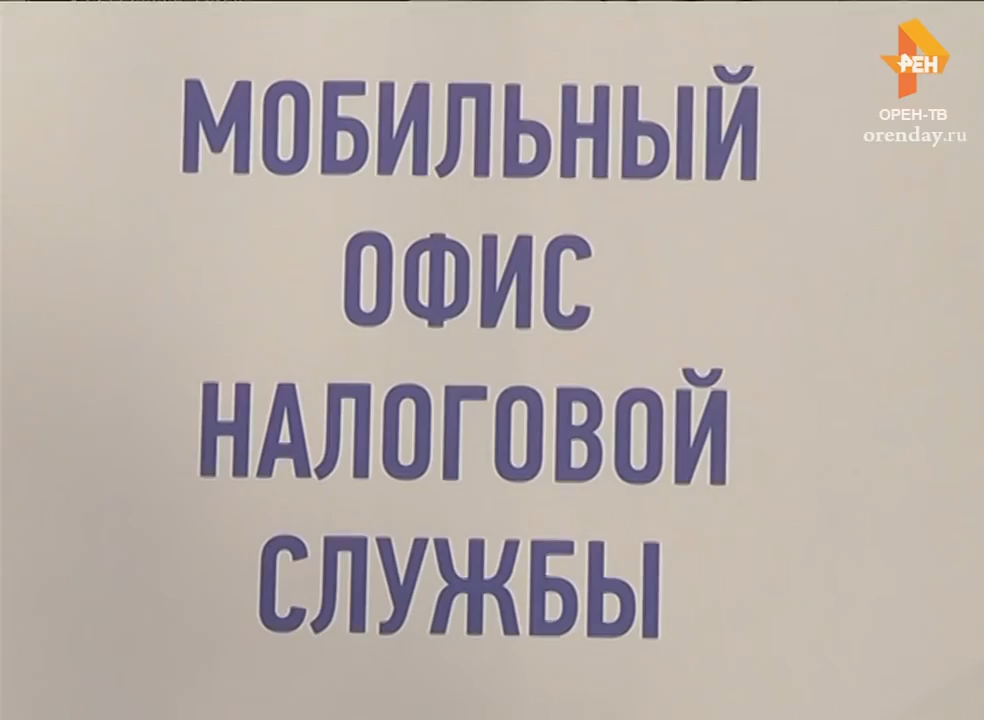 МОБИЛЬНЫЙ
ОФИС
НАЛОГОВОЙ
СЛУЖБЫ
РЕН
ОРЕН-ТВ
orenday.ru